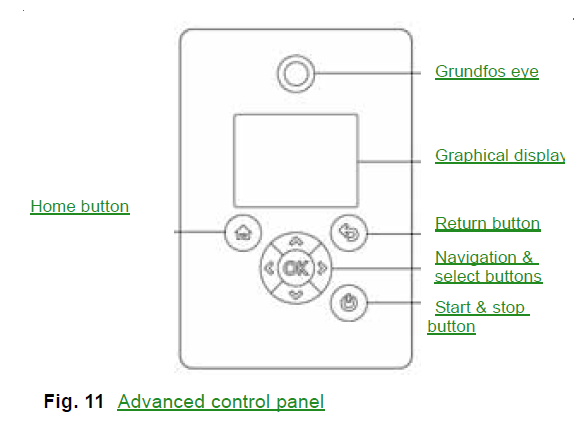 Grundfos eye
Graphical display
Home button
Return button
Navigation &
select buttons
OK
Start & stop
button
Fig. 11 Advanced control panel